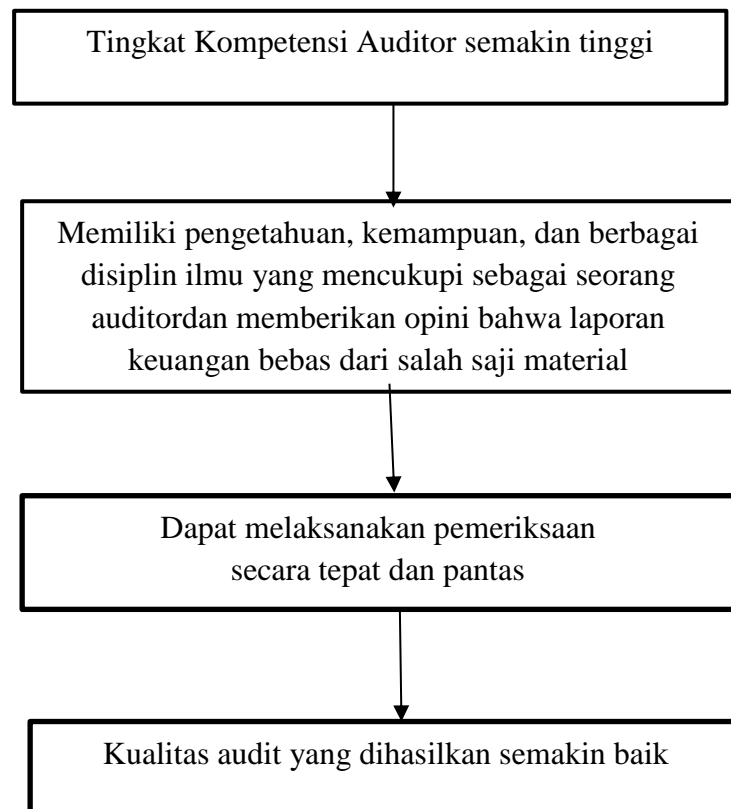 Tingkat Kompetensi Auditor semakin tinggi
Memiliki pengetahuan, kemampuan, dan berbagai
disiplin ilmu yang mencukupi sebagai seorang
auditordan memberikan opini bahwa laporan
keuangan bebas dari salah saji material
Dapat melaksanakan pemeriksaan
secara tepat dan pantas
Kualitas audit yang dihasilkan semakin baik